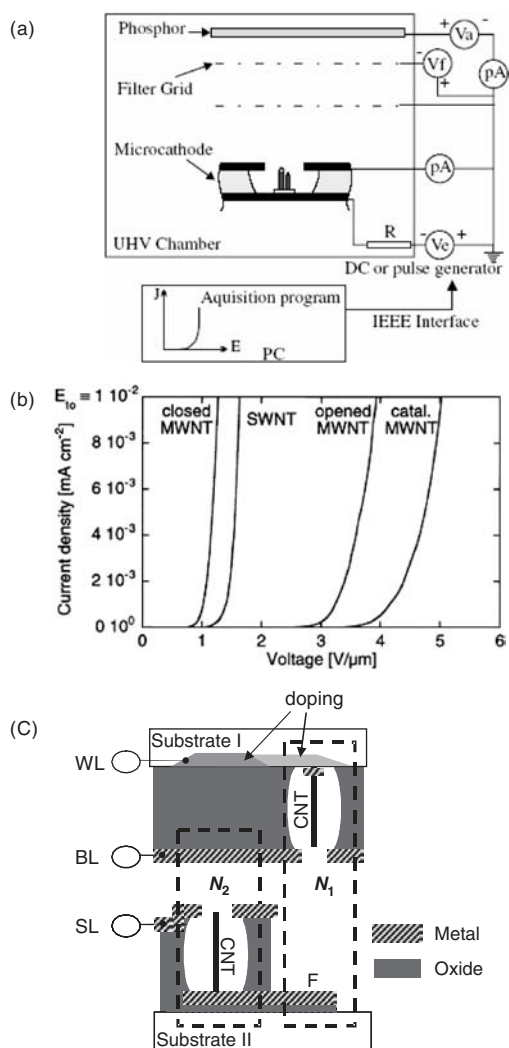 (a)
Phosphor
+ Va -
Filter Grid
- Vf +
pA
Microcathode
pA
R
- Ve +
UHV Chamber
DC or pulse generator
J
Aquisition program
E
PC
IEEE Interface
(b)
E_to ≡ 1 10^-2
8 10^-3
6 10^-3
4 10^-3
2 10^-3
0 10^0
Current density [mA cm^-2]
closed MWNT
SWNT
opened MWNT
catal. MWNT
0 1 2 3 4 5 6
Voltage [V/µm]
(C)
doping
Substrate I
WL
CNT
BL
N_2
N_1
SL
CNT
F
Metal
Oxide
Substrate II